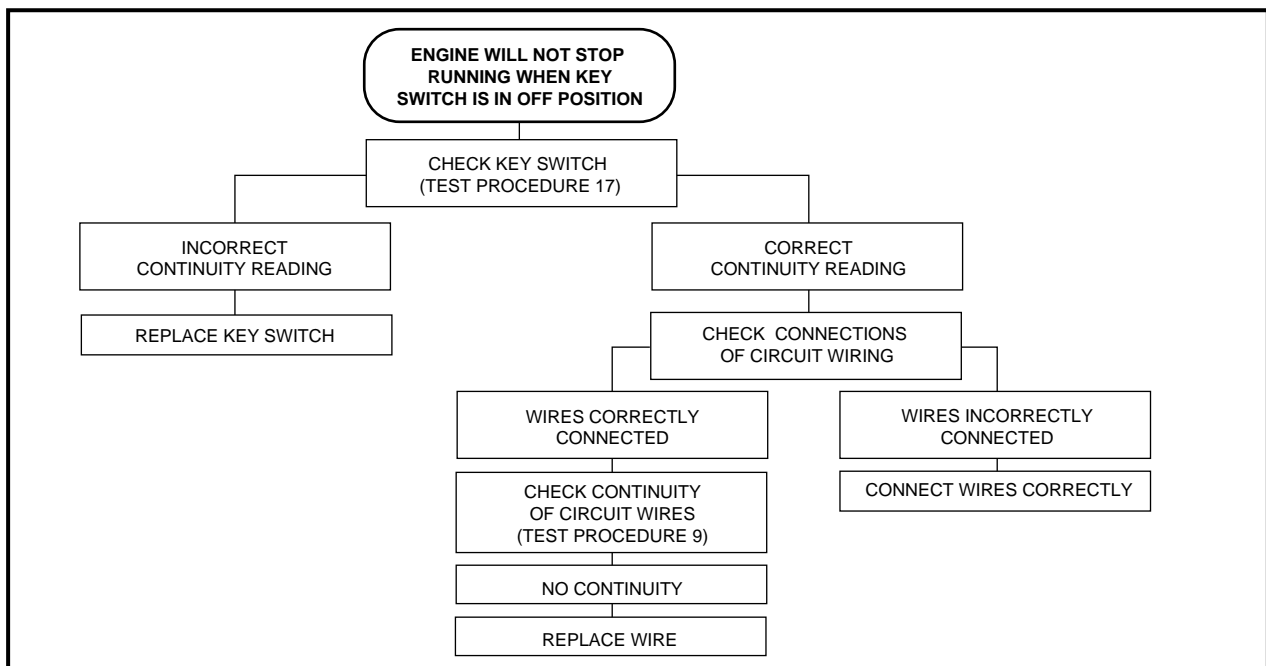 ENGINE WILL NOT STOP
RUNNING WHEN KEY
SWITCH IS IN OFF POSITION
CHECK KEY SWITCH
(TEST PROCEDURE 17)
INCORRECT
CONTINUITY READING
CORRECT
CONTINUITY READING
REPLACE KEY SWITCH
CHECK CONNECTIONS
OF CIRCUIT WIRING
WIRES CORRECTLY
CONNECTED
WIRES INCORRECTLY
CONNECTED
CHECK CONTINUITY
OF CIRCUIT WIRES
(TEST PROCEDURE 9)
CONNECT WIRES CORRECTLY
NO CONTINUITY
REPLACE WIRE